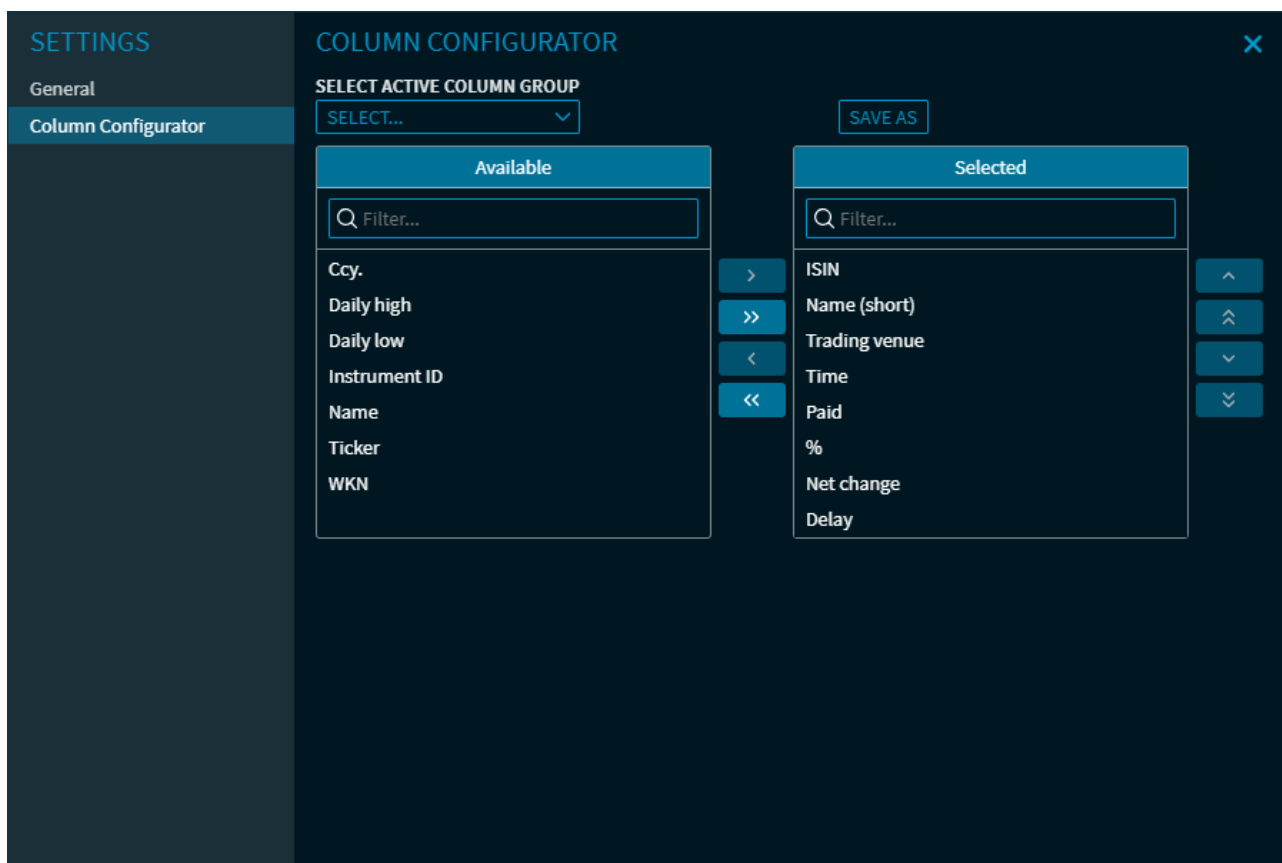 SETTINGS
General
Column Configurator
COLUMN CONFIGURATOR
SELECT ACTIVE COLUMN GROUP
SELECT...
SAVE AS
Available
Filter...
Ccy.
Daily high
Daily low
Instrument ID
Name
Ticker
WKN
Selected
Filter...
ISIN
Name (short)
Trading venue
Time
Paid
%
Net change
Delay